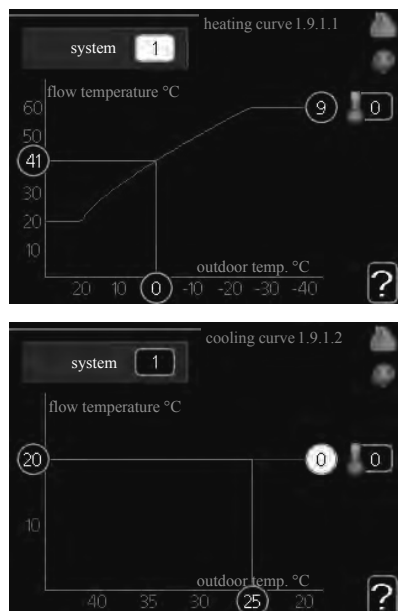 heating curve 1.9.1.1
system 1
flow temperature °C
60
9
0
50
41
30
20
10
outdoor temp. °C
20 10 0 -10 -20 -30 -40
?
cooling curve 1.9.1.2
system 1
flow temperature °C
20
0
0
10
outdoor temp. °C
40 35 30 25 20
?